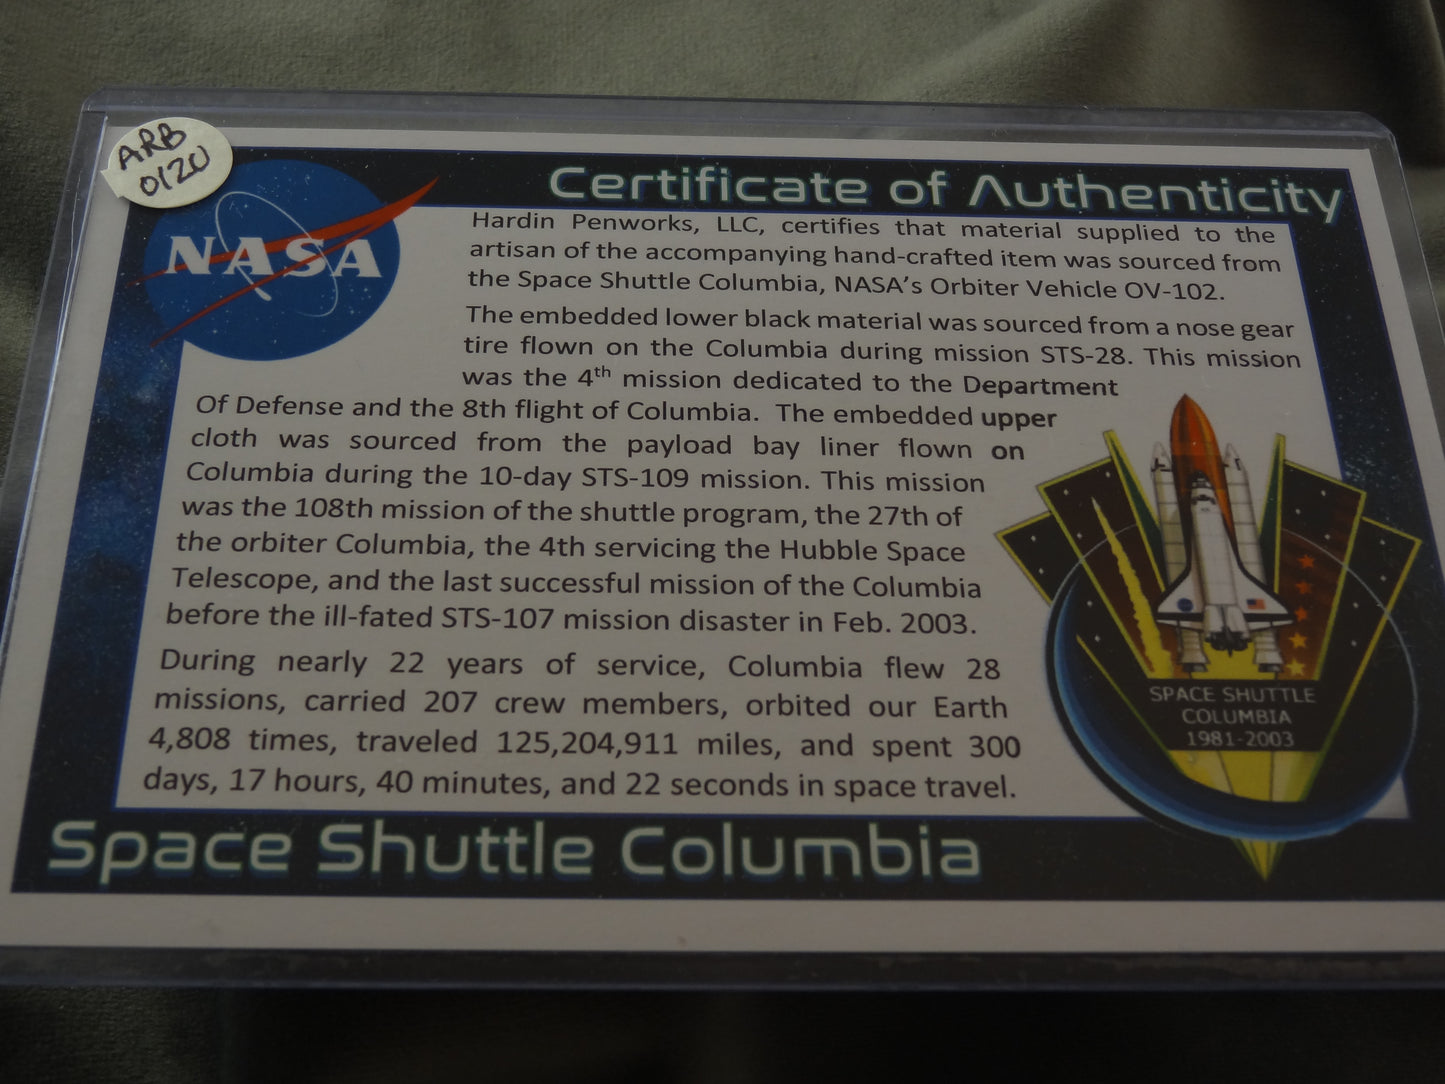 ARB
0120
NASA
Certificate of Authenticity
Hardin Penworks, LLC, certifies that material supplied to the
artisan of the accompanying hand-crafted item was sourced from
the Space Shuttle Columbia, NASA's Orbiter Vehicle OV-102.
The embedded lower black material was sourced from a nose gear
tire flown on the Columbia during mission STS-28. This mission
was the 4th mission dedicated to the Department
Of Defense and the 8th flight of Columbia. The embedded upper
cloth was sourced from the payload bay liner flown on
Columbia during the 10-day STS-109 mission. This mission
was the 108th mission of the shuttle program, the 27th of
the orbiter Columbia, the 4th servicing the Hubble Space
Telescope, and the last successful mission of the Columbia
before the ill-fated STS-107 mission disaster in Feb. 2003.
During nearly 22 years of service, Columbia flew 28
missions, carried 207 crew members, orbited our Earth
4,808 times, traveled 125,204,911 miles, and spent 300
days, 17 hours, 40 minutes, and 22 seconds in space travel.
SPACE SHUTTLE
COLUMBIA
1981-2003
Space Shuttle Columbia